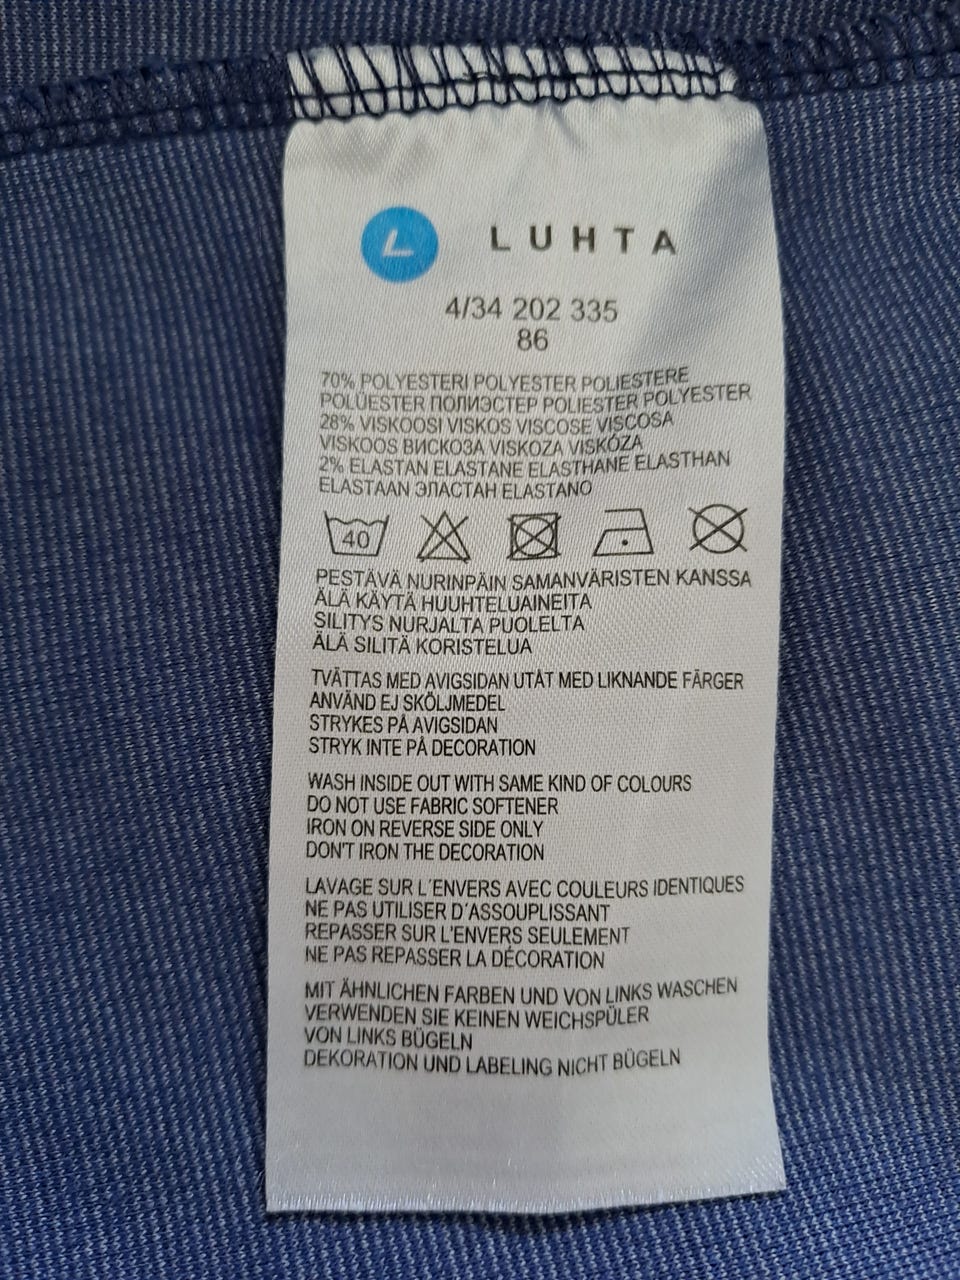 L LUHTA
4/34 202 335
86
70% POLYESTERI POLYESTER POLIESTERE
POLÜESTER ПОЛИЭСТЕР POLIESTER POLYESTER
28% VISKOOSI VISKOS VISCOSE VISCOSA
VISKOOS ВИСКОЗА VISKOZA VISKÓZA
2% ELASTAN ELASTANE ELASTHANE ELASTHAN
ELASTAAN ЭЛАСТАН ELASTANO
40
PESTÄVÄ NURINPÄIN SAMANVÄRISTEN KANSSA
ÄLÄ KÄYTÄ HUUHTELUAINEITA
SILITYS NURJALTA PUOLELTA
ÄLÄ SILITÄ KORISTELUA
TVÄTTAS MED AVIGSIDAN UTÅT MED LIKNANDE FÄRGER
ANVÄND EJ SKÖLJMEDEL
STRYKES PÅ AVIGSIDAN
STRYK INTE PÅ DECORATION
WASH INSIDE OUT WITH SAME KIND OF COLOURS
DO NOT USE FABRIC SOFTENER
IRON ON REVERSE SIDE ONLY
DON'T IRON THE DECORATION
LAVAGE SUR L´ENVERS AVEC COULEURS IDENTIQUES
NE PAS UTILISER D´ASSOUPLISSANT
REPASSER SUR L'ENVERS SEULEMENT
NE PAS REPASSER LA DÉCORATION
MIT ÄHNLICHEN FARBEN UND VON LINKS WASCHEN
VERWENDEN SIE KEINEN WEICHSPÜLER
VON LINKS BÜGELN
DEKORATION UND LABELING NICHT BÜGELN